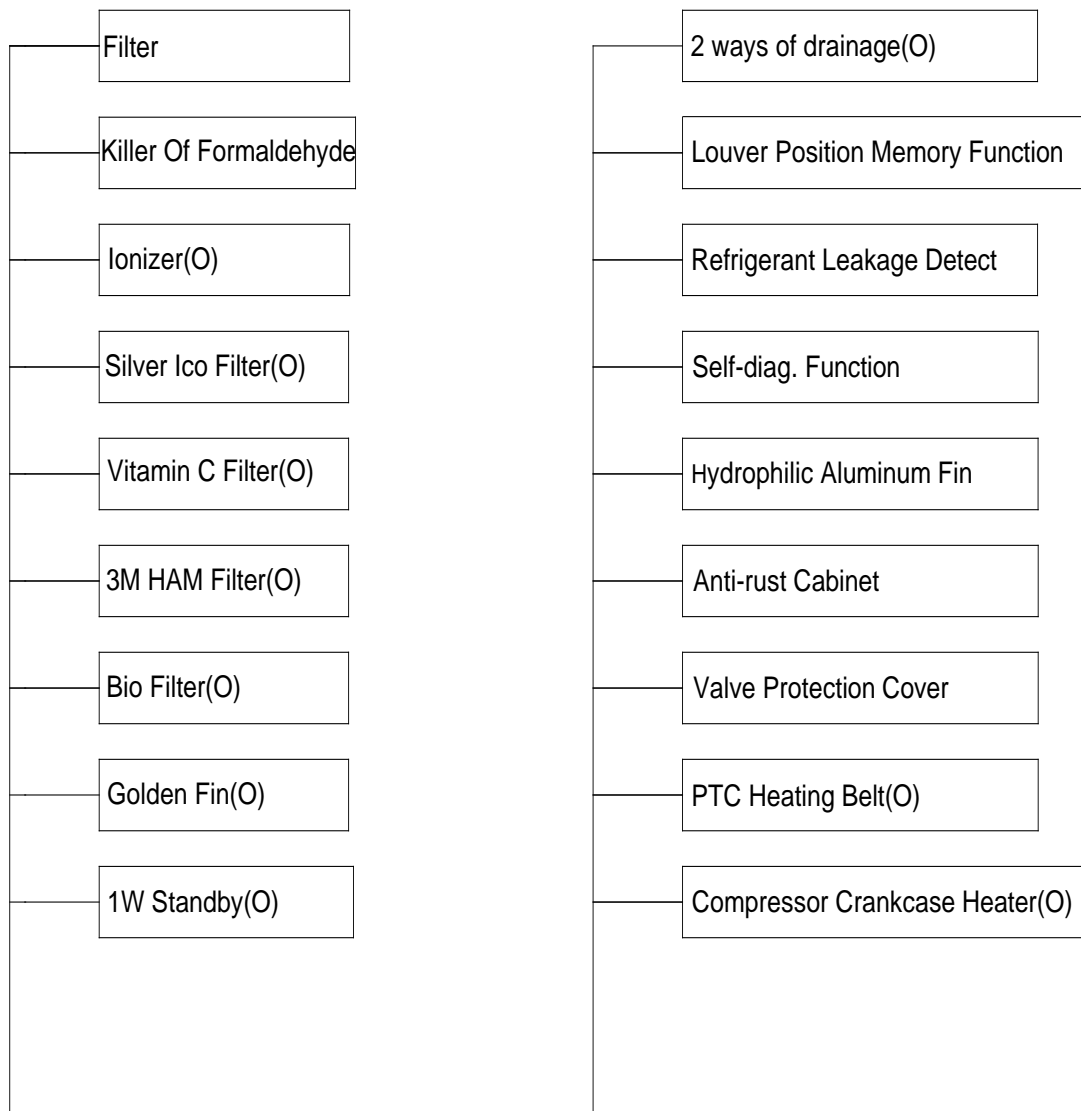 Filter
Killer Of Formaldehyde
Ionizer(O)
Silver Ico Filter(O)
Vitamin C Filter(O)
3M HAM Filter(O)
Bio Filter(O)
Golden Fin(O)
1W Standby(O)
2 ways of drainage(O)
Louver Position Memory Function
Refrigerant Leakage Detect
Self-diag. Function
Hydrophilic Aluminum Fin
Anti-rust Cabinet
Valve Protection Cover
PTC Heating Belt(O)
Compressor Crankcase Heater(O)